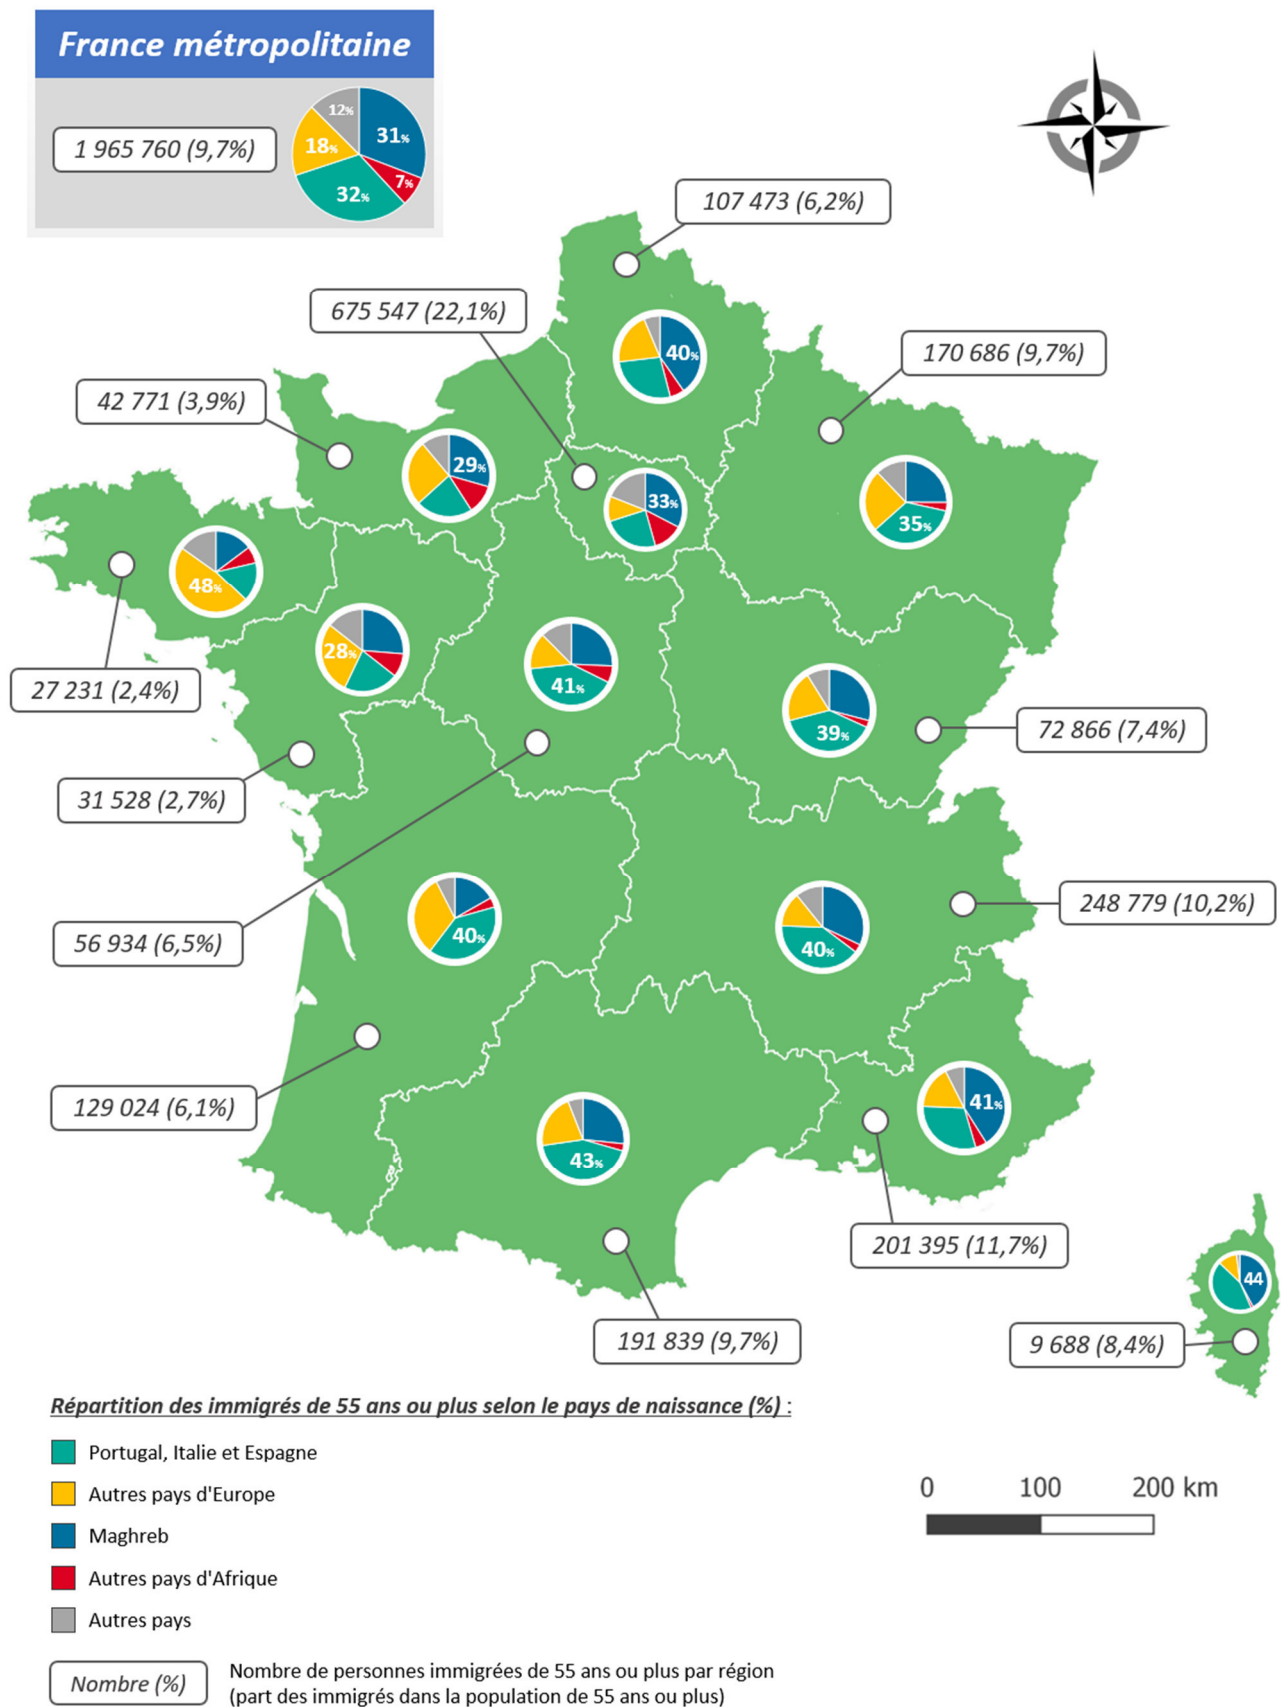 France métropolitaine
1 965 760 (9,7%)
12%
31%
18%
7%
32%
107 473 (6,2%)
675 547 (22,1%)
40%
170 686 (9,7%)
42 771 (3,9%)
29%
33%
35%
48%
28%
41%
27 231 (2,4%)
39%
72 866 (7,4%)
31 528 (2,7%)
248 779 (10,2%)
56 934 (6,5%)
40%
40%
129 024 (6,1%)
41%
43%
201 395 (11,7%)
44
191 839 (9,7%)
9 688 (8,4%)
Répartition des immigrés de 55 ans ou plus selon le pays de naissance (%) :
Portugal, Italie et Espagne
Autres pays d'Europe
Maghreb
Autres pays d'Afrique
Autres pays
0 100 200 km
Nombre (%)
Nombre de personnes immigrées de 55 ans ou plus par région
(part des immigrés dans la population de 55 ans ou plus)